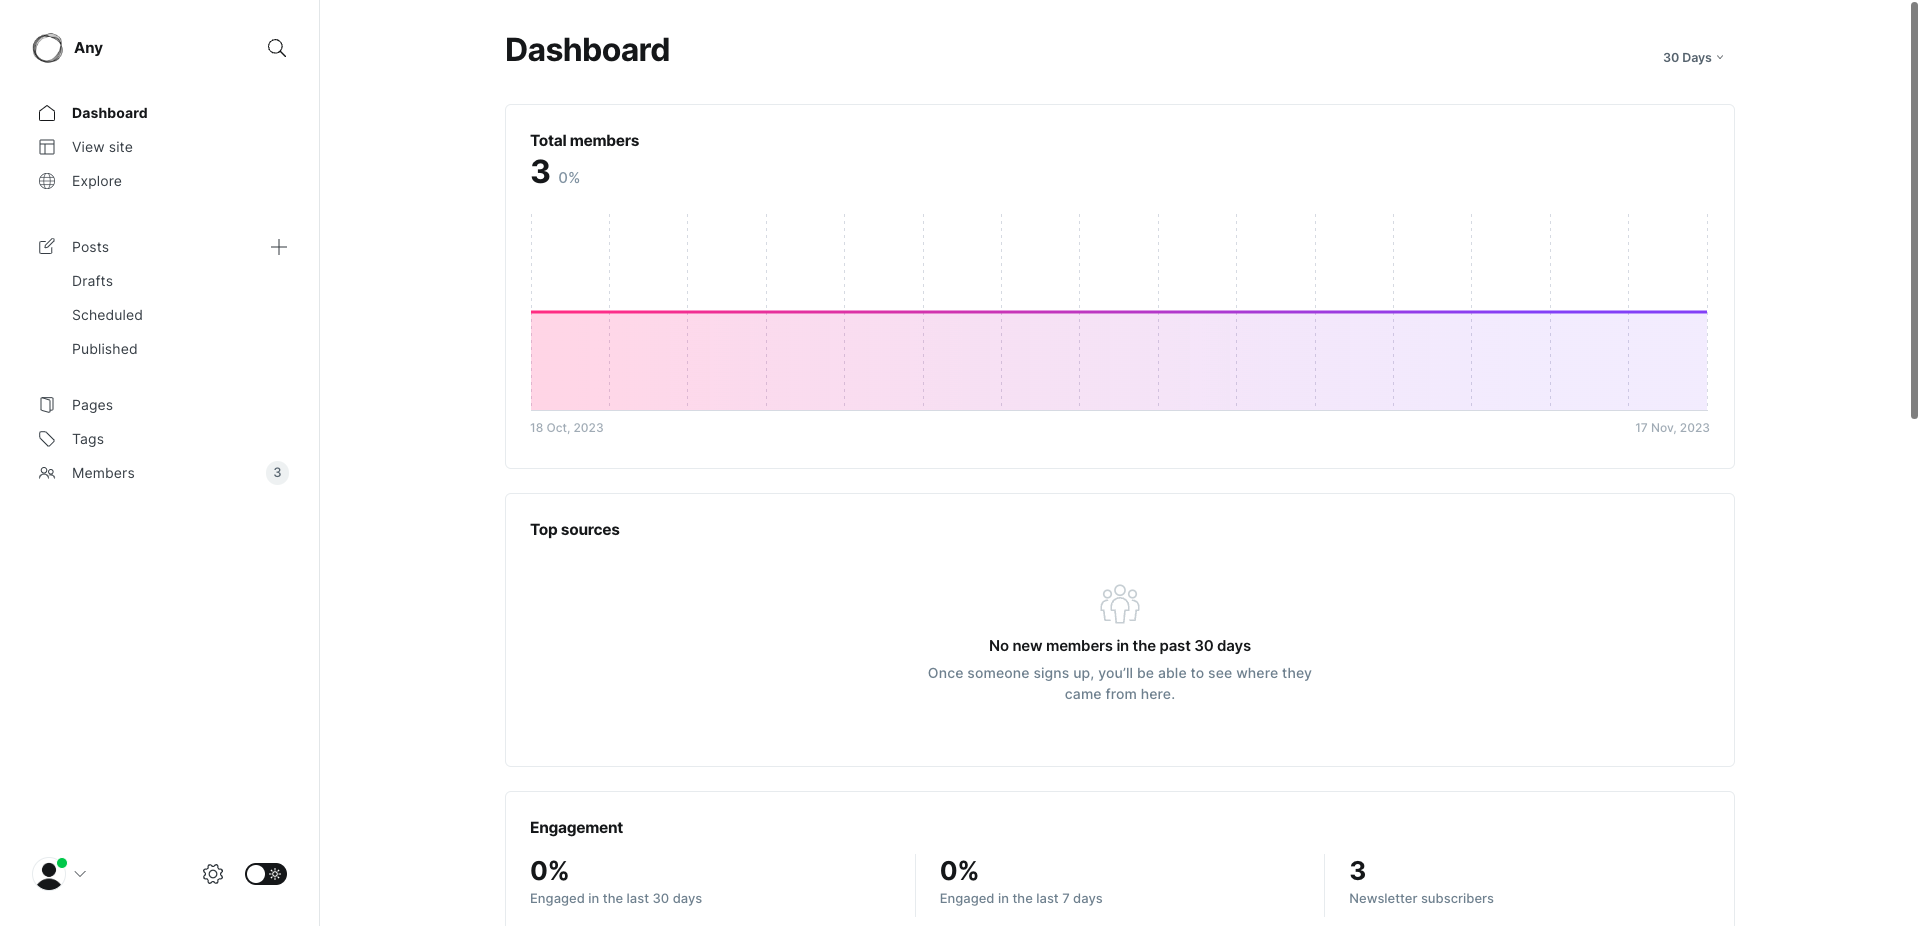 Any
Dashboard
View site
Explore
Posts
Drafts
Scheduled
Published
Pages
Tags
Members 3
Dashboard
30 Days
Total members
3 0%
18 Oct, 2023 17 Nov, 2023
Top sources
No new members in the past 30 days
Once someone signs up, you’ll be able to see where they
came from here.
Engagement
0% 0% 3
Engaged in the last 30 days Engaged in the last 7 days Newsletter subscribers